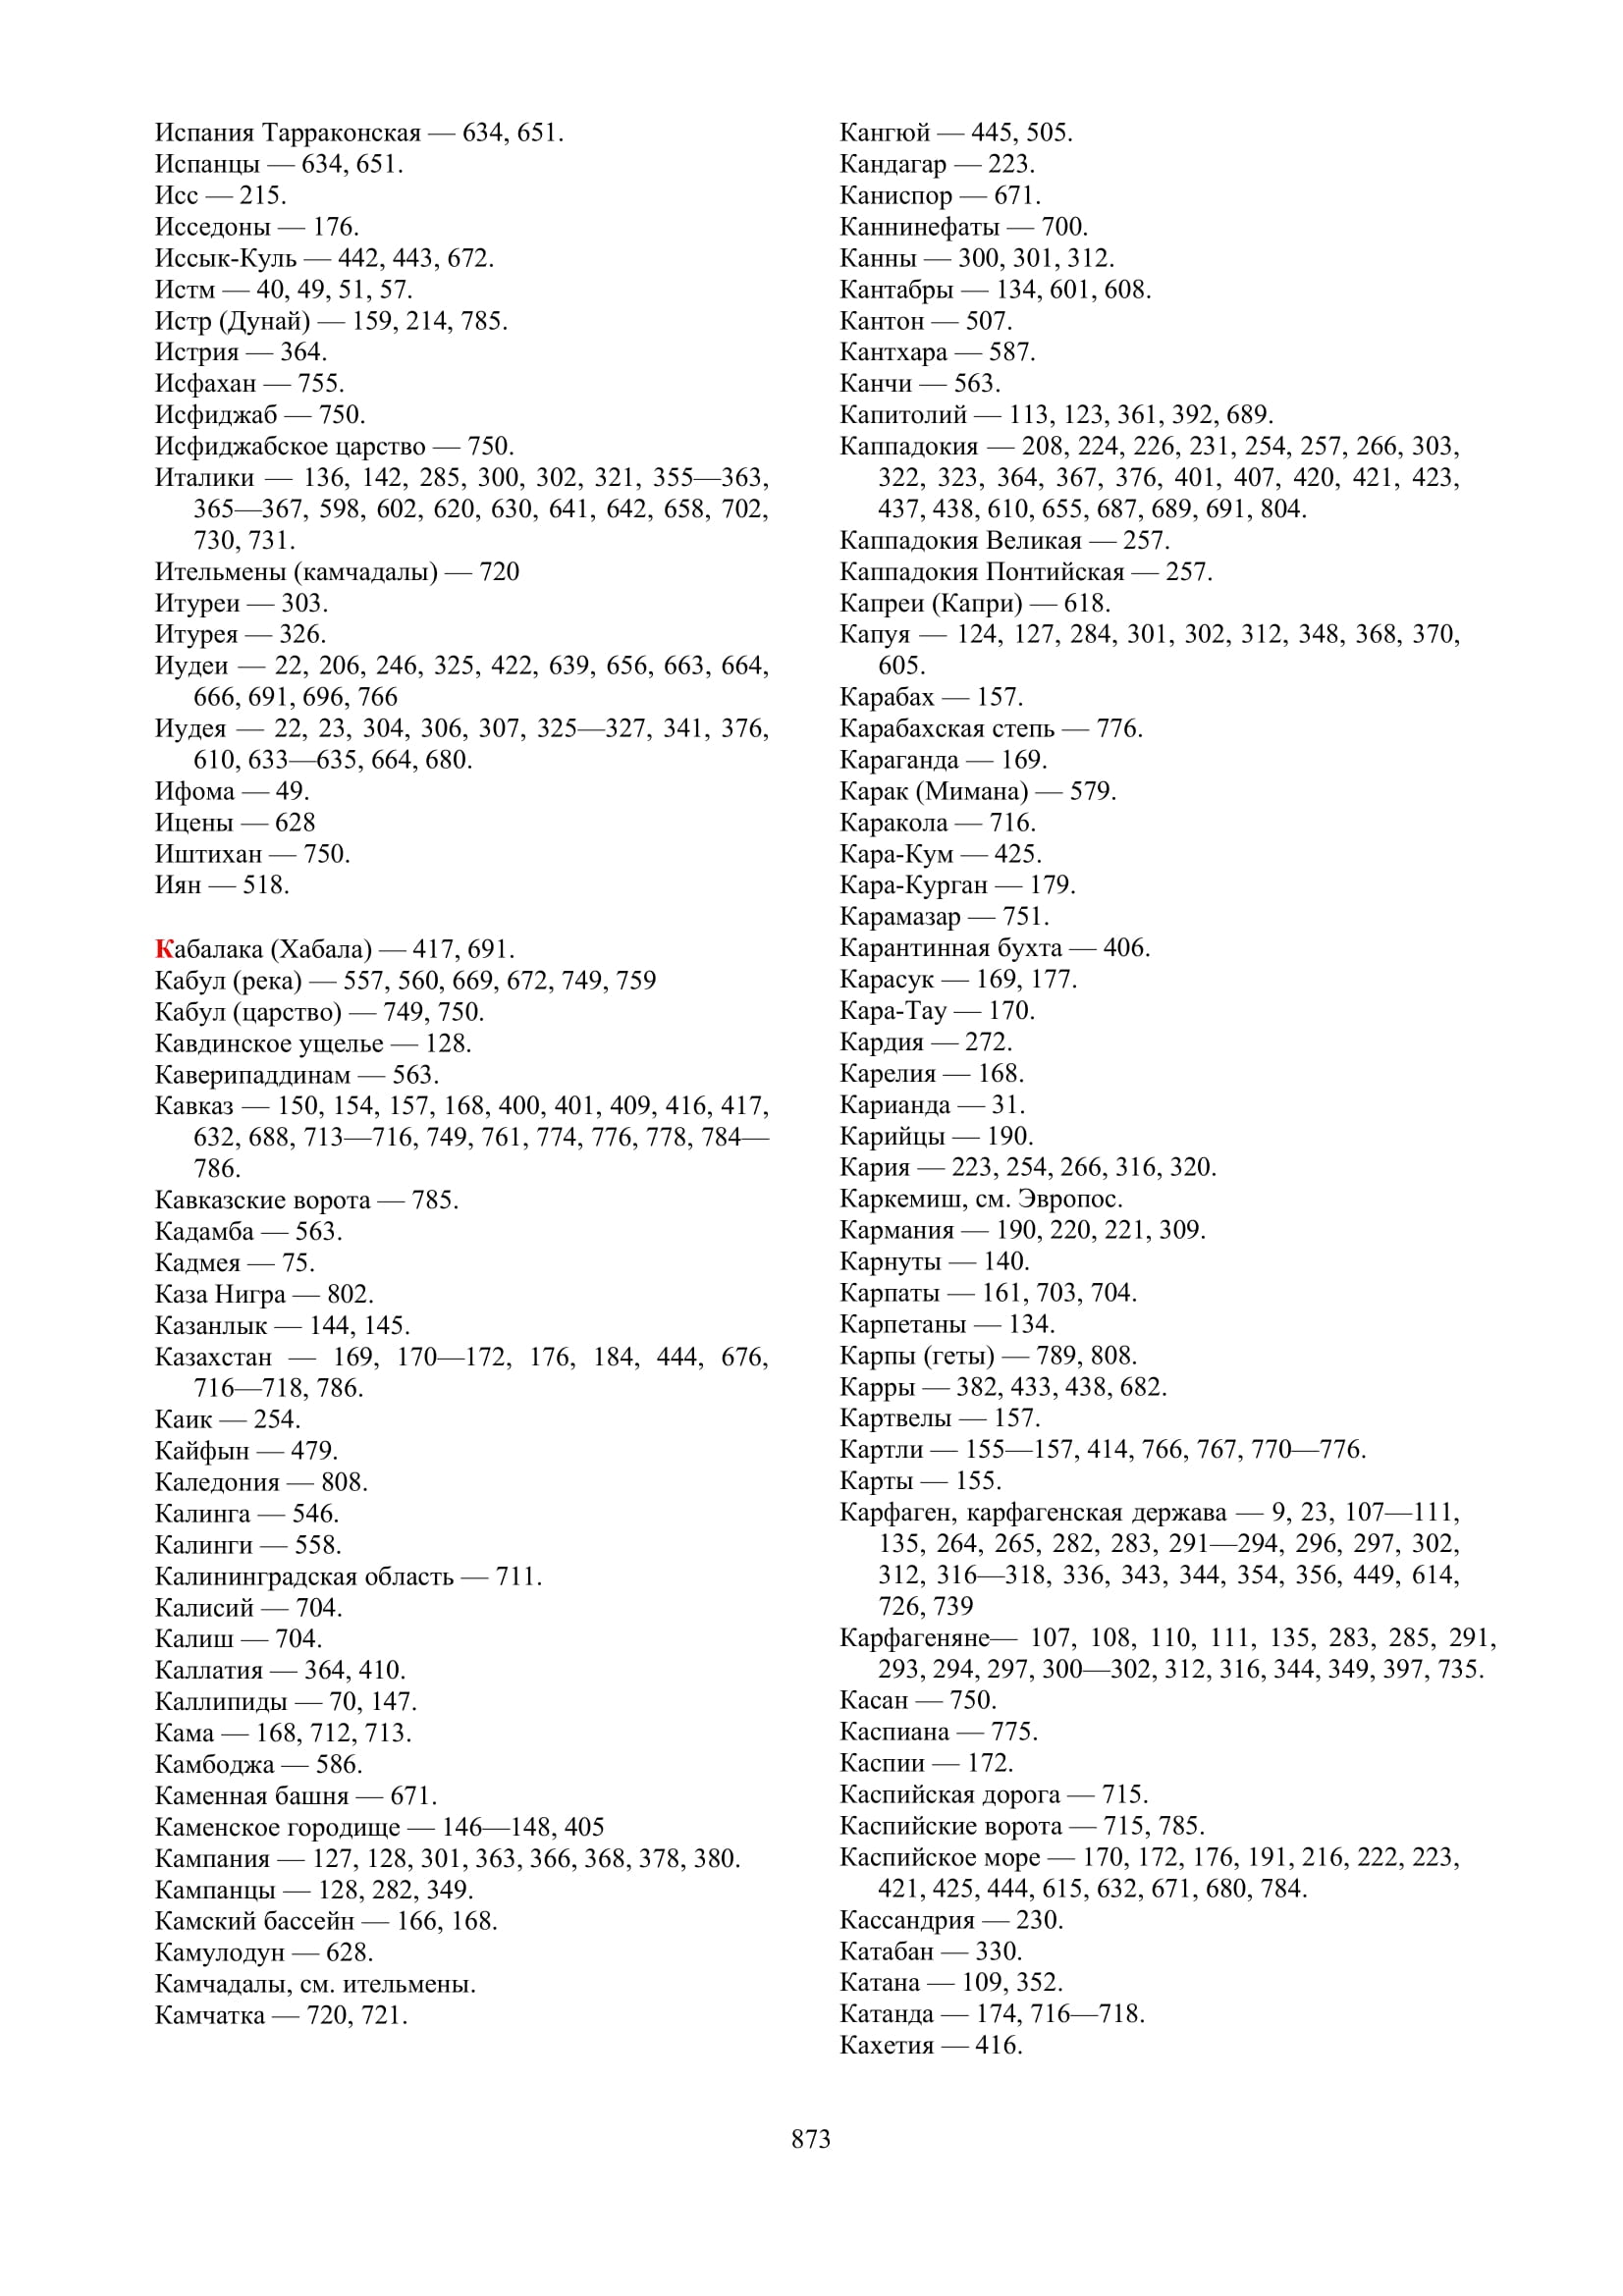 Испания Тарраконская — 634, 651.
Испанцы — 634, 651.
Исс — 215.
Исседоны — 176.
Иссык-Куль — 442, 443, 672.
Истм — 40, 49, 51, 57.
Истр (Дунай) — 159, 214, 785.
Истрия — 364.
Исфахан — 755.
Исфиджаб — 750.
Исфиджабское царство — 750.
Италики — 136, 142, 285, 300, 302, 321, 355—363,
365—367, 598, 602, 620, 630, 641, 642, 658, 702,
730, 731.
Ительмены (камчадалы) — 720
Итуреи — 303.
Итурея — 326.
Иудеи — 22, 206, 246, 325, 422, 639, 656, 663, 664,
666, 691, 696, 766
Иудея — 22, 23, 304, 306, 307, 325—327, 341, 376,
610, 633—635, 664, 680.
Ифома — 49.
Ицены — 628
Иштихан — 750.
Иян — 518.
Кабалака (Хабала) — 417, 691.
Кабул (река) — 557, 560, 669, 672, 749, 759
Кабул (царство) — 749, 750.
Кавдинское ущелье — 128.
Каверипаддинам — 563.
Кавказ — 150, 154, 157, 168, 400, 401, 409, 416, 417,
632, 688, 713—716, 749, 761, 774, 776, 778, 784—
786.
Кавказские ворота — 785.
Кадамба — 563.
Кадмея — 75.
Каза Нигра — 802.
Казанлык — 144, 145.
Казахстан — 169, 170—172, 176, 184, 444, 676,
716—718, 786.
Каик — 254.
Кайфын — 479.
Каледония — 808.
Калинга — 546.
Калинги — 558.
Калининградская область — 711.
Калисий — 704.
Калиш — 704.
Каллатия — 364, 410.
Каллипиды — 70, 147.
Кама — 168, 712, 713.
Камбоджа — 586.
Каменная башня — 671.
Каменское городище — 146—148, 405
Кампания — 127, 128, 301, 363, 366, 368, 378, 380.
Кампанцы — 128, 282, 349.
Камский бассейн — 166, 168.
Камулодун — 628.
Камчадалы, см. ительмены.
Камчатка — 720, 721.
Кангюй — 445, 505.
Кандагар — 223.
Каниспор — 671.
Каннинефаты — 700.
Канны — 300, 301, 312.
Кантабры — 134, 601, 608.
Кантон — 507.
Кантхара — 587.
Канчи — 563.
Капитолий — 113, 123, 361, 392, 689.
Каппадокия — 208, 224, 226, 231, 254, 257, 266, 303,
322, 323, 364, 367, 376, 401, 407, 420, 421, 423,
437, 438, 610, 655, 687, 689, 691, 804.
Каппадокия Великая — 257.
Каппадокия Понтийская — 257.
Капреи (Капри) — 618.
Капуя — 124, 127, 284, 301, 302, 312, 348, 368, 370,
605.
Карабах — 157.
Карабахская степь — 776.
Караганда — 169.
Карак (Мимана) — 579.
Каракола — 716.
Кара-Кум — 425.
Кара-Курган — 179.
Карамазар — 751.
Карантинная бухта — 406.
Карасук — 169, 177.
Кара-Тау — 170.
Кардия — 272.
Карелия — 168.
Карианда — 31.
Карийцы — 190.
Кария — 223, 254, 266, 316, 320.
Каркемиш, см. Эвропос.
Кармания — 190, 220, 221, 309.
Карнуты — 140.
Карпаты — 161, 703, 704.
Карпетаны — 134.
Карпы (геты) — 789, 808.
Карры — 382, 433, 438, 682.
Картвелы — 157.
Картли — 155—157, 414, 766, 767, 770—776.
Карты — 155.
Карфаген, карфагенская держава — 9, 23, 107—111,
135, 264, 265, 282, 283, 291—294, 296, 297, 302,
312, 316—318, 336, 343, 344, 354, 356, 449, 614,
726, 739
Карфагеняне— 107, 108, 110, 111, 135, 283, 285, 291,
293, 294, 297, 300—302, 312, 316, 344, 349, 397, 735.
Касан — 750.
Каспиана — 775.
Каспии — 172.
Каспийская дорога — 715.
Каспийские ворота — 715, 785.
Каспийское море — 170, 172, 176, 191, 216, 222, 223,
421, 425, 444, 615, 632, 671, 680, 784.
Кассандрия — 230.
Катабан — 330.
Катана — 109, 352.
Катанда — 174, 716—718.
Кахетия — 416.
873